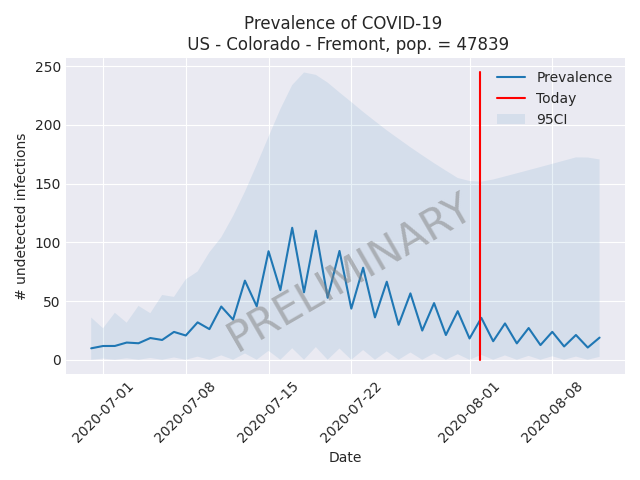 Prevalence of COVID-19
US - Colorado - Fremont, pop. = 47839
250
200
150
100
50
0
# undetected infections
Prevalence
Today
95CI
PRELIMINARY
2020-07-01
2020-07-08
2020-07-15
2020-07-22
2020-08-01
2020-08-08
Date